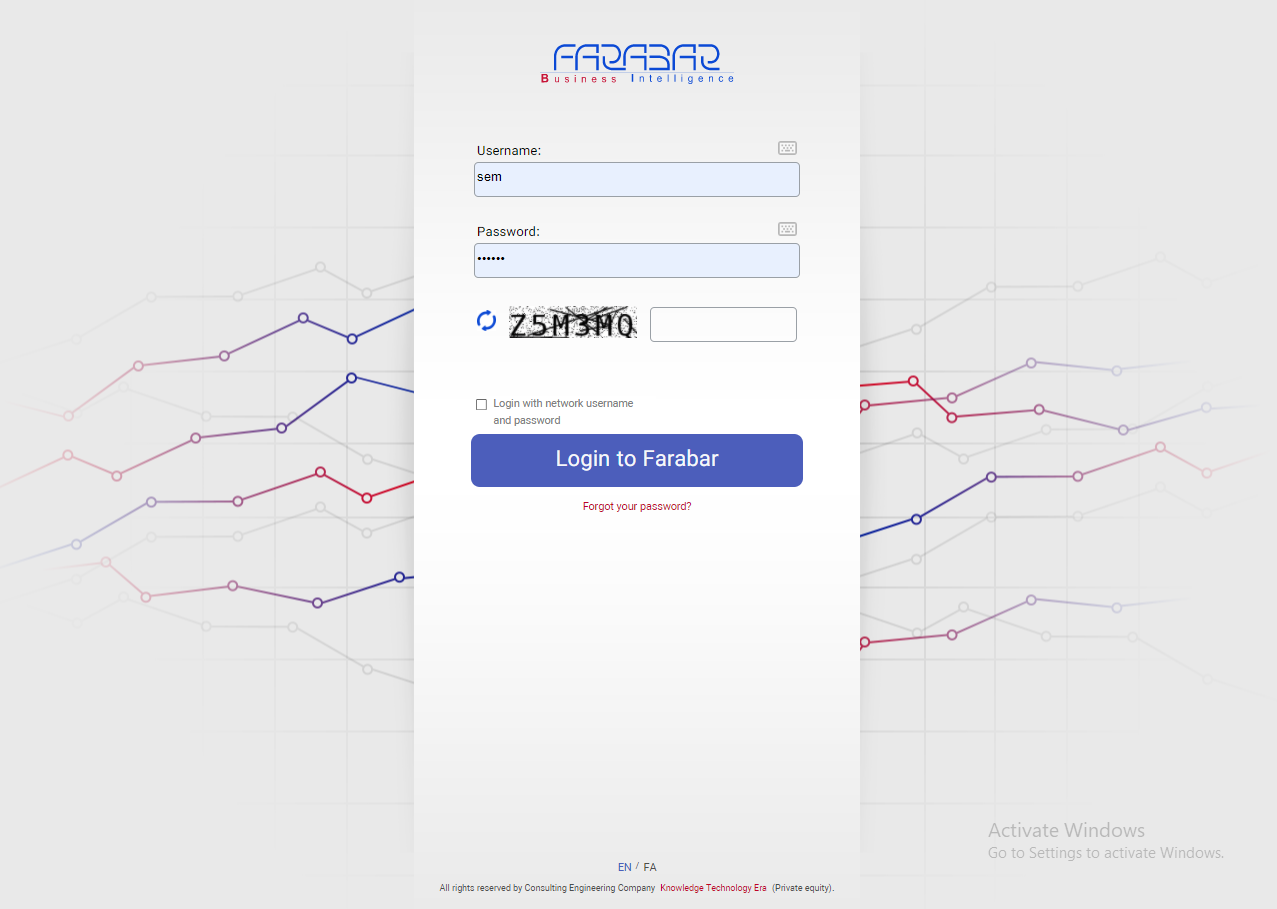 FARABAR
Business Intelligence
Username:
sem
Password:
••••••
Z5M3MQ
Login with network username
and password
Login to Farabar
Forgot your password?
Activate Windows
Go to Settings to activate Windows.
EN / FA
All rights reserved by Consulting Engineering Company Knowledge Technology Era (Private equity).